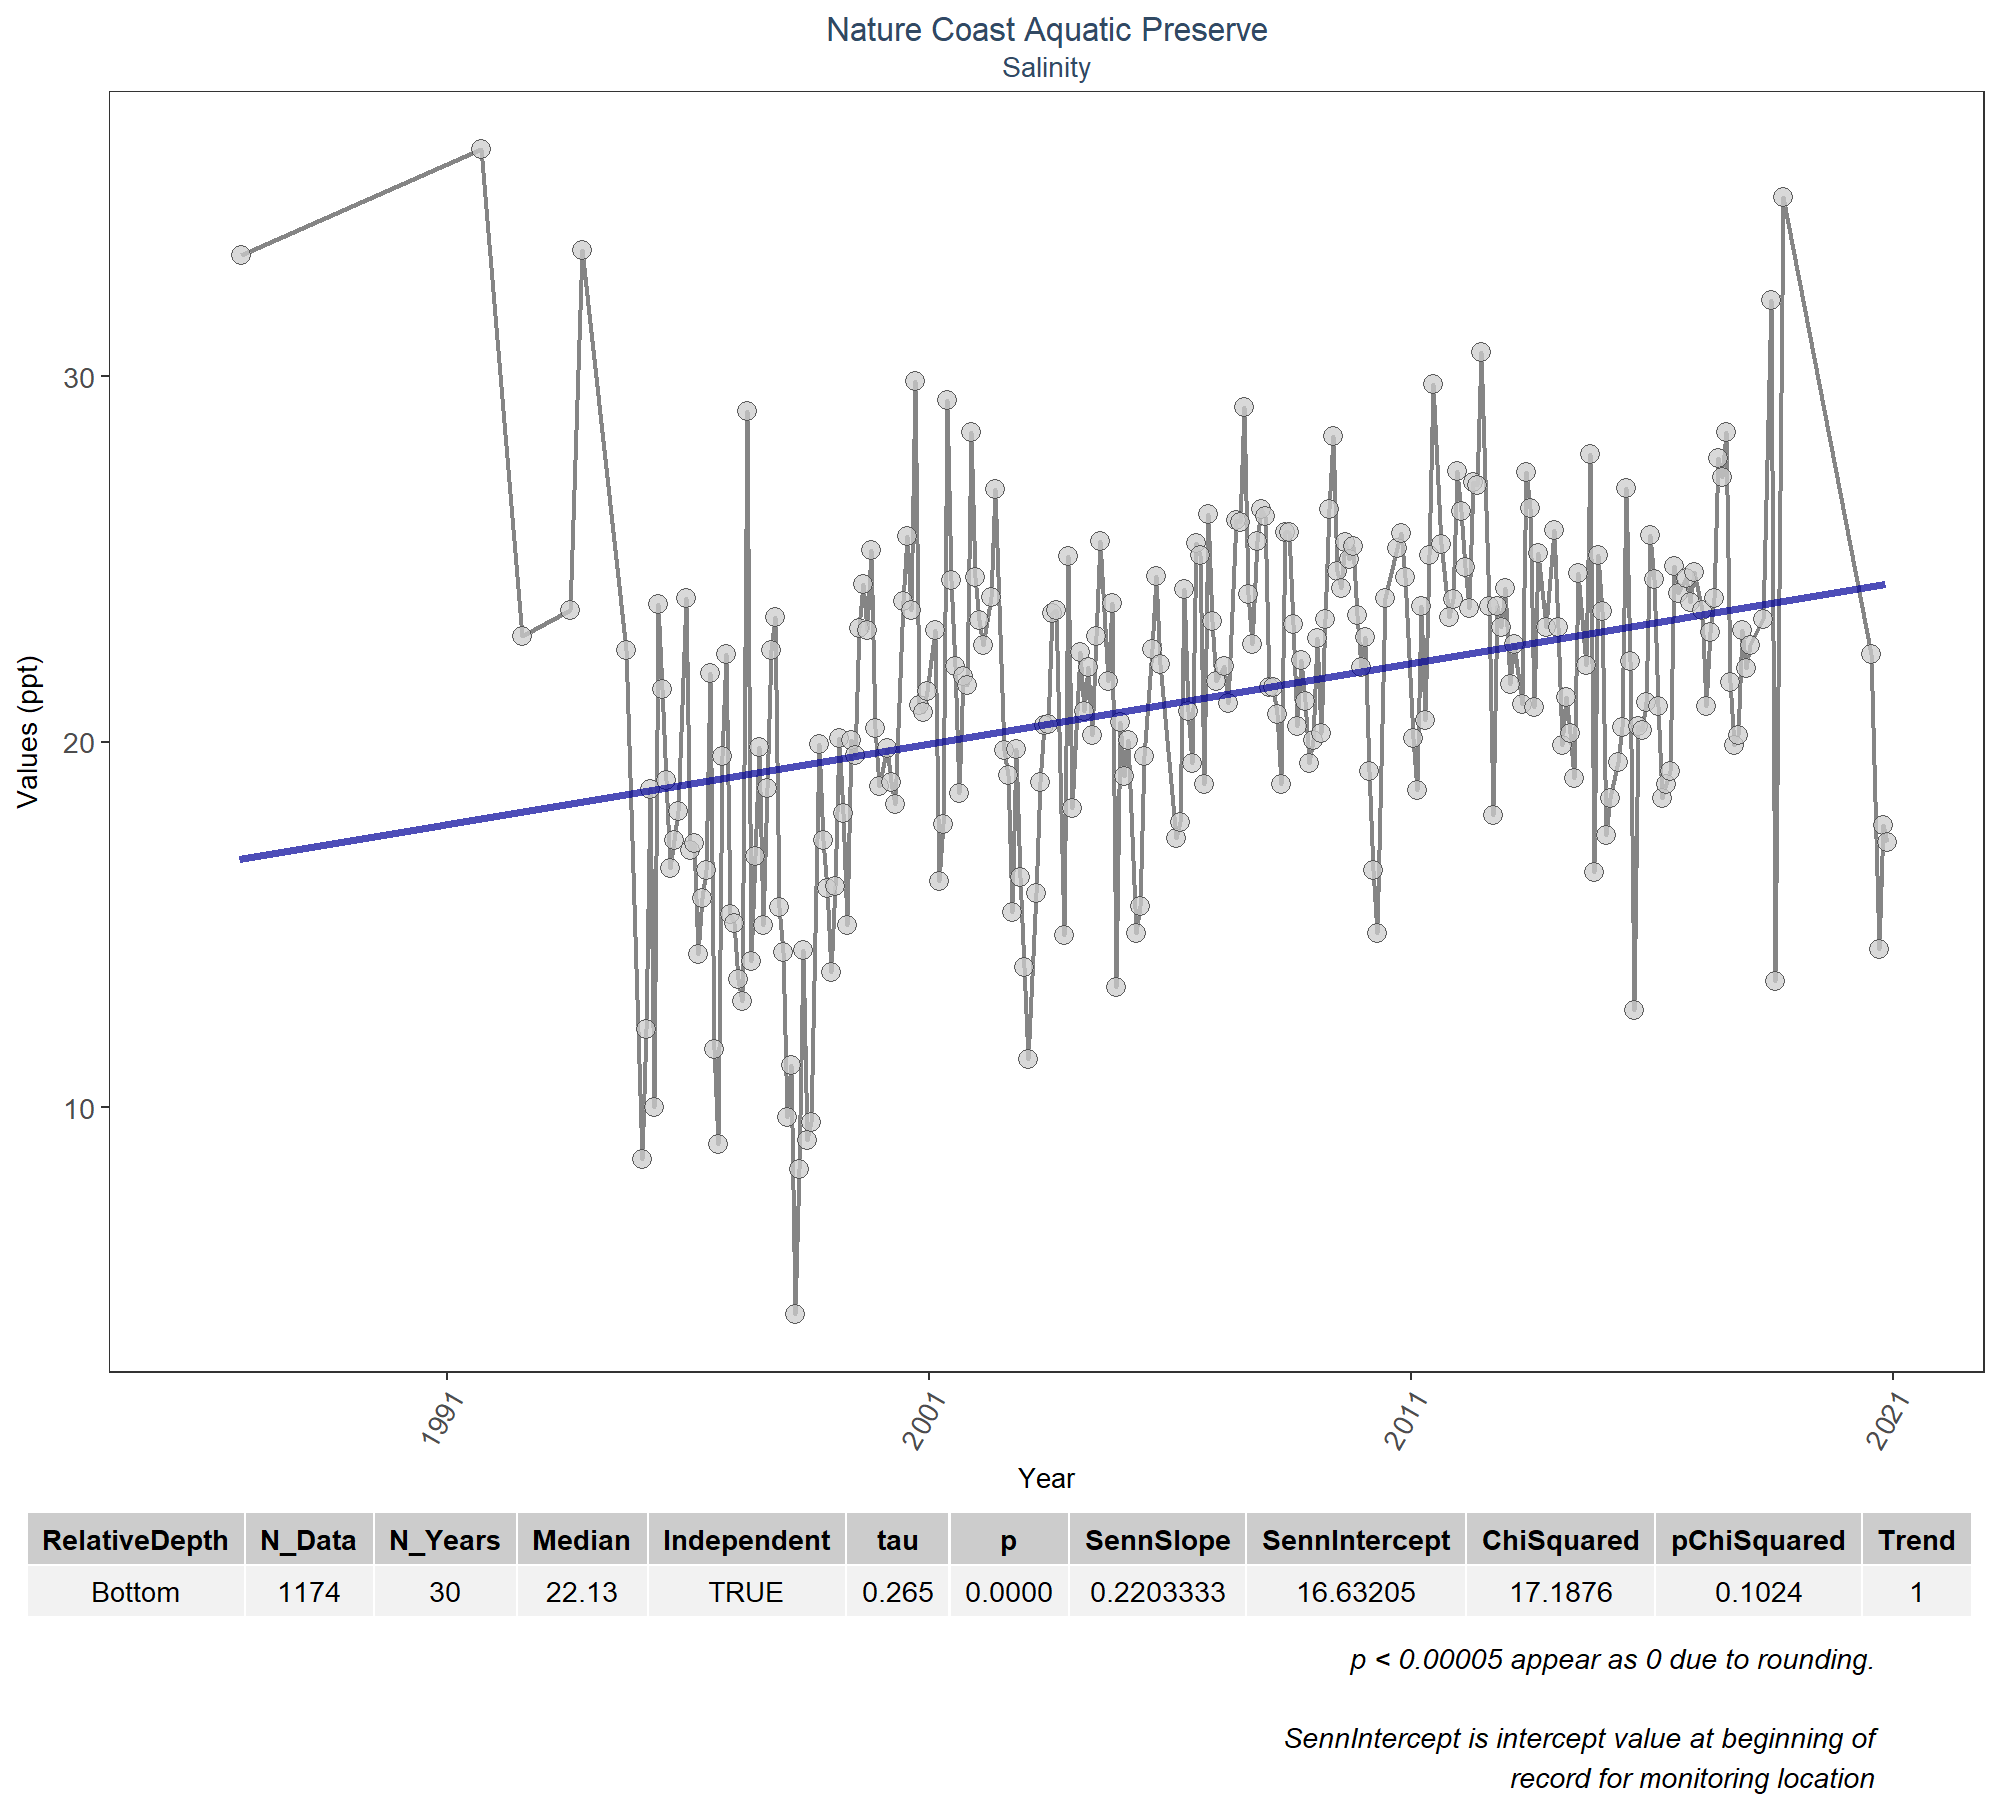 Nature Coast Aquatic Preserve
Salinity
Values (ppt)
30
20
10
1991
2001
2011
2021
Year
RelativeDepth N_Data N_Years Median Independent tau p SennSlope SennIntercept ChiSquared pChiSquared Trend
Bottom 1174 30 22.13 TRUE 0.265 0.0000 0.2203333 16.63205 17.1876 0.1024 1
p < 0.00005 appear as 0 due to rounding.
SennIntercept is intercept value at beginning of
record for monitoring location